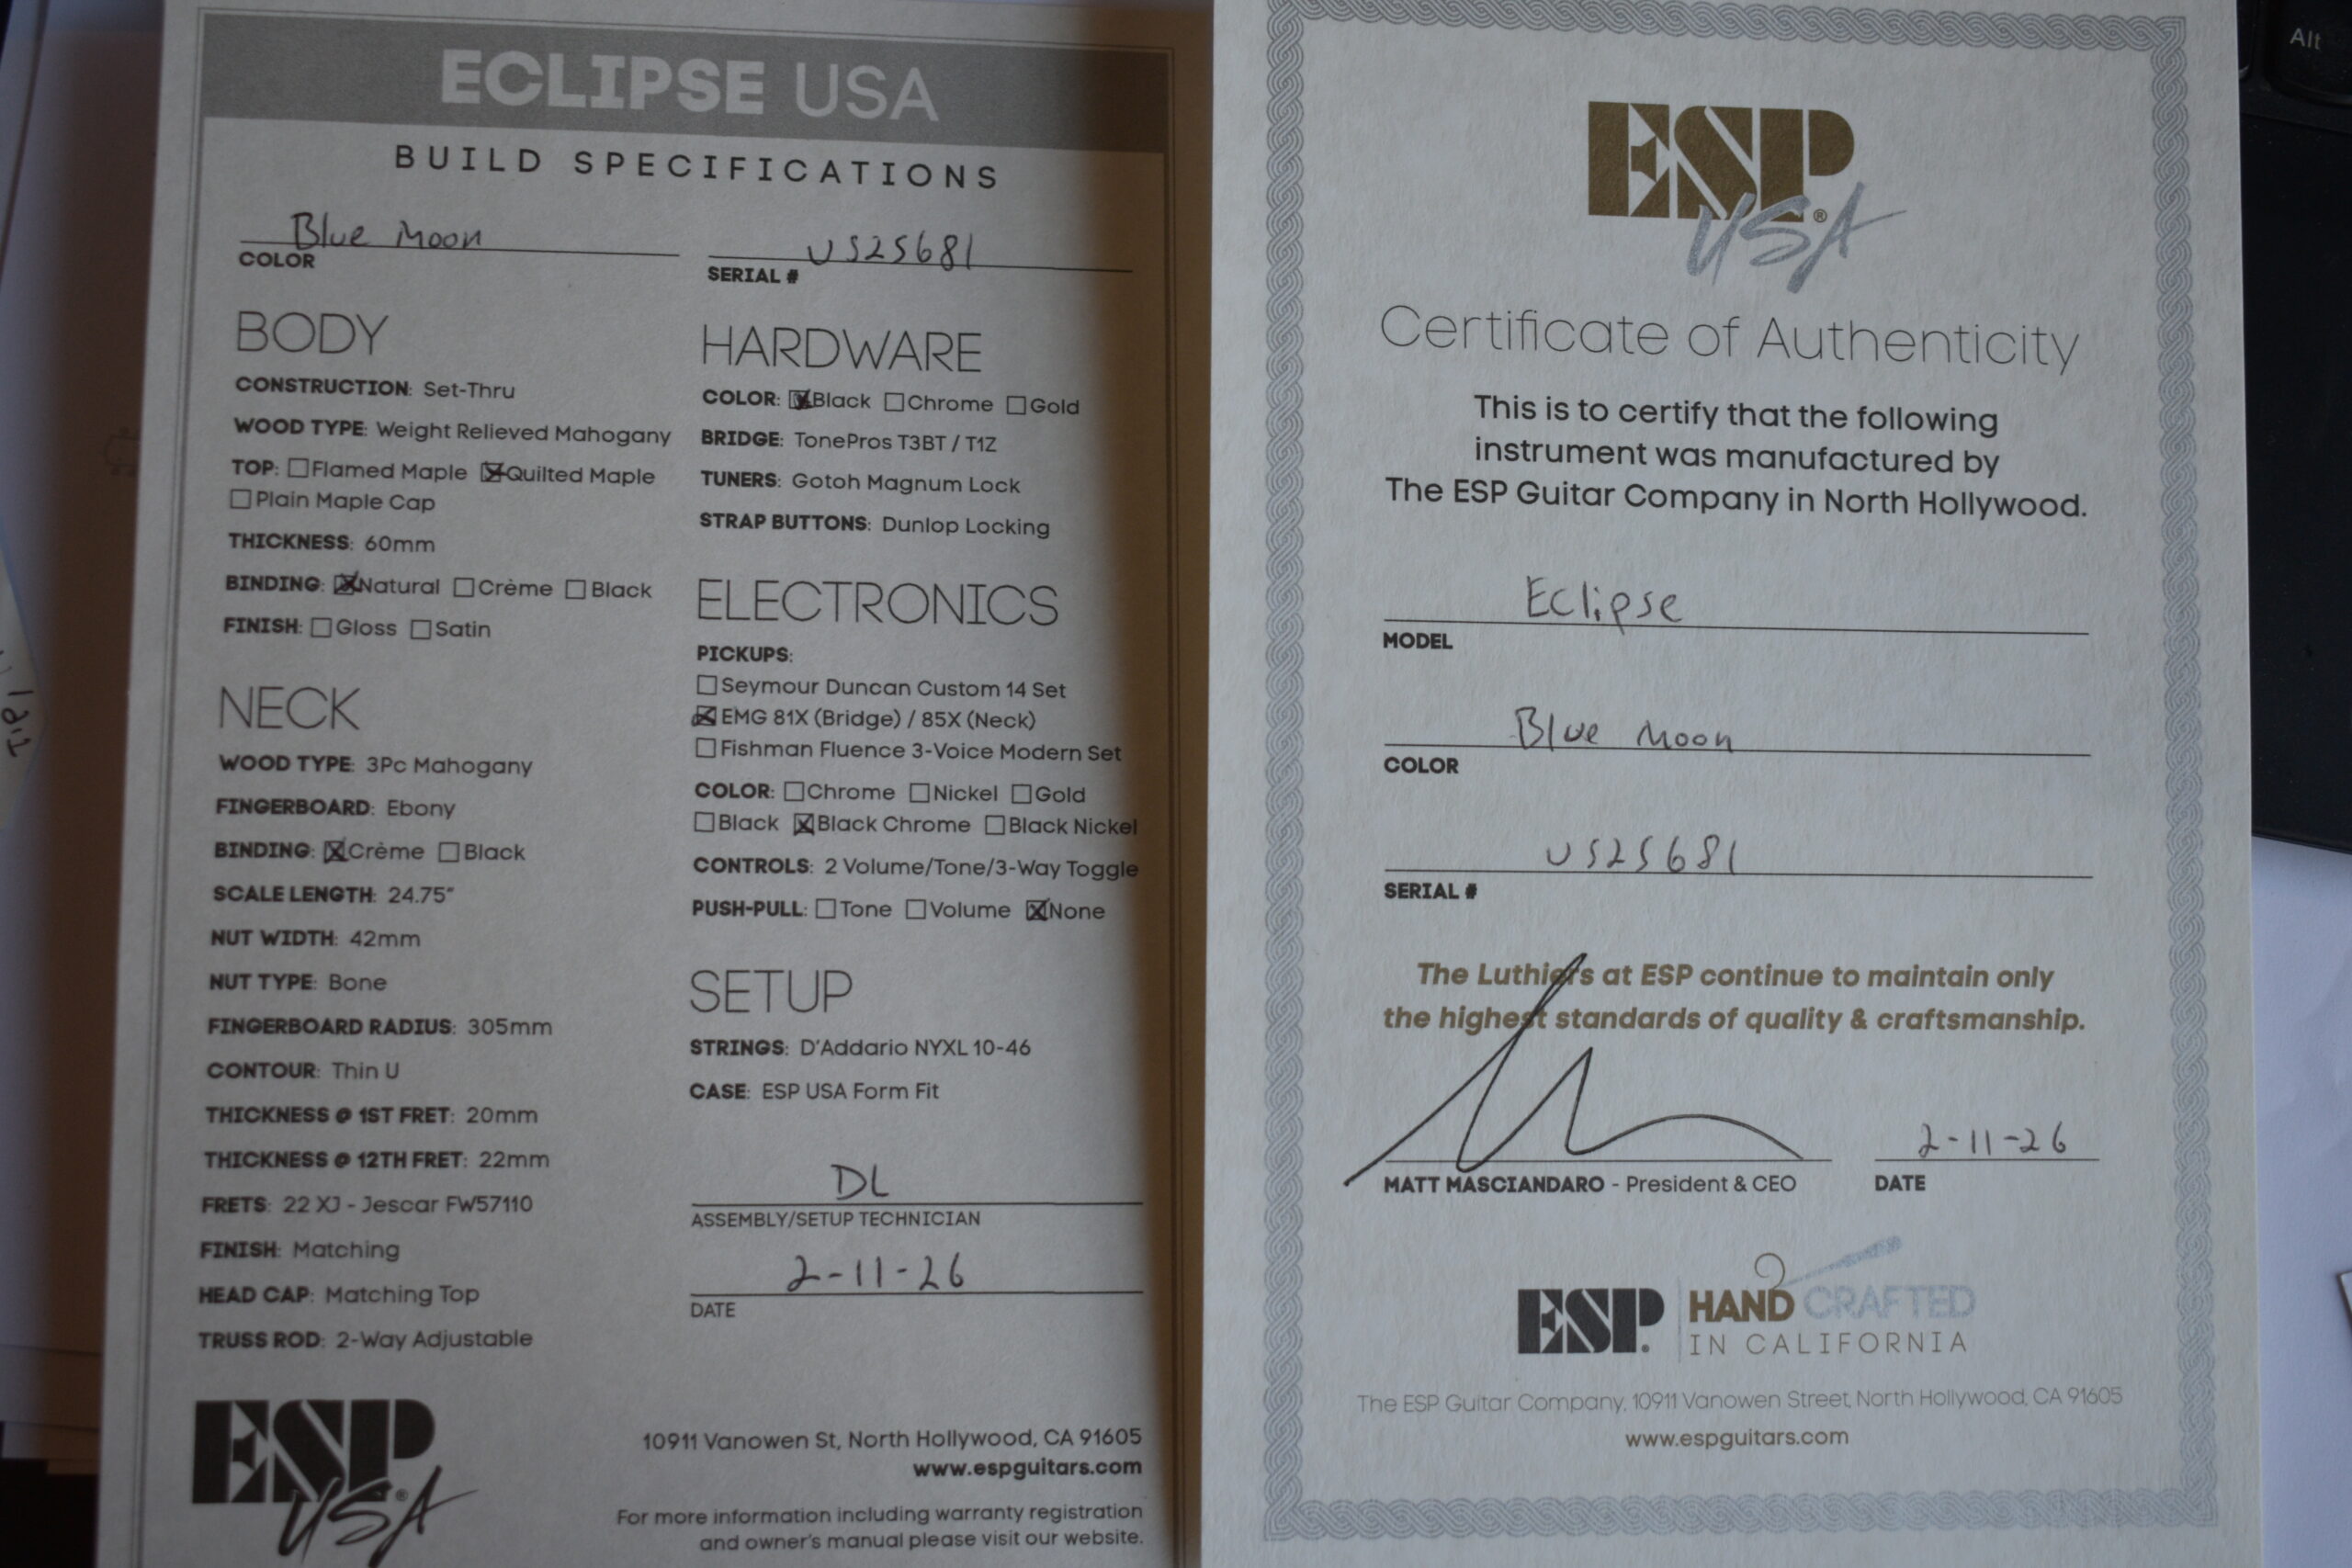 ECLIPSE USA
BUILD SPECIFICATIONS
Blue Moon
COLOR
US25681
SERIAL #
BODY
CONSTRUCTION: Set-Thru
WOOD TYPE: Weight Relieved Mahogany
TOP: Flamed Maple Quilted Maple
Plain Maple Cap
THICKNESS: 60mm
BINDING: Natural Crème Black
FINISH: Gloss Satin
NECK
WOOD TYPE: 3Pc Mahogany
FINGERBOARD: Ebony
BINDING: Crème Black
SCALE LENGTH: 24.75"
NUT WIDTH: 42mm
NUT TYPE: Bone
FINGERBOARD RADIUS: 305mm
CONTOUR: Thin U
THICKNESS @ 1ST FRET: 20mm
THICKNESS @ 12TH FRET: 22mm
FRETS: 22 XJ - Jescar FW57110
FINISH: Matching
HEAD CAP: Matching Top
TRUSS ROD: 2-Way Adjustable
HARDWARE
COLOR: Black Chrome Gold
BRIDGE: TonePros T3BT / T1Z
TUNERS: Gotoh Magnum Lock
STRAP BUTTONS: Dunlop Locking
ELECTRONICS
PICKUPS:
Seymour Duncan Custom 14 Set
EMG 81X (Bridge) / 85X (Neck)
Fishman Fluence 3-Voice Modern Set
COLOR: Chrome Nickel Gold
Black Black Chrome Black Nickel
CONTROLS: 2 Volume/Tone/3-Way Toggle
PUSH-PULL: Tone Volume None
SETUP
STRINGS: D'Addario NYXL 10-46
CASE: ESP USA Form Fit
DL
ASSEMBLY/SETUP TECHNICIAN
2-11-26
DATE
ESP®
USA
10911 Vanowen St, North Hollywood, CA 91605
www.espguitars.com
For more information including warranty registration
and owner's manual please visit our website.
ESP®
USA
Certificate of Authenticity
This is to certify that the following
instrument was manufactured by
The ESP Guitar Company in North Hollywood.
Eclipse
MODEL
Blue Moon
COLOR
US25681
SERIAL #
The Luthiers at ESP continue to maintain only
the highest standards of quality & craftsmanship.
MATT MASCIANDARO - President & CEO
2-11-26
DATE
ESP® HANDCRAFTED
IN CALIFORNIA
The ESP Guitar Company, 10911 Vanowen Street, North Hollywood, CA 91605
www.espguitars.com
Alt